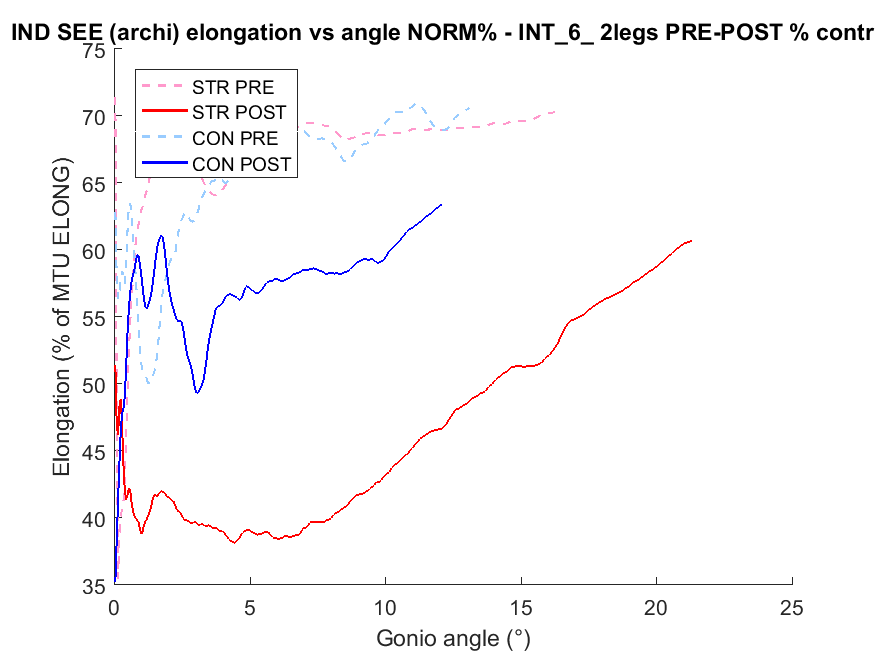 IND SEE (archi) elongation vs angle NORM% - INT_6_ 2legs PRE-POST % contr
75
70
65
60
55
50
45
40
35
Elongation (% of MTU ELONG)
STR PRE
STR POST
CON PRE
CON POST
0
5
10
15
20
25
Gonio angle (°)